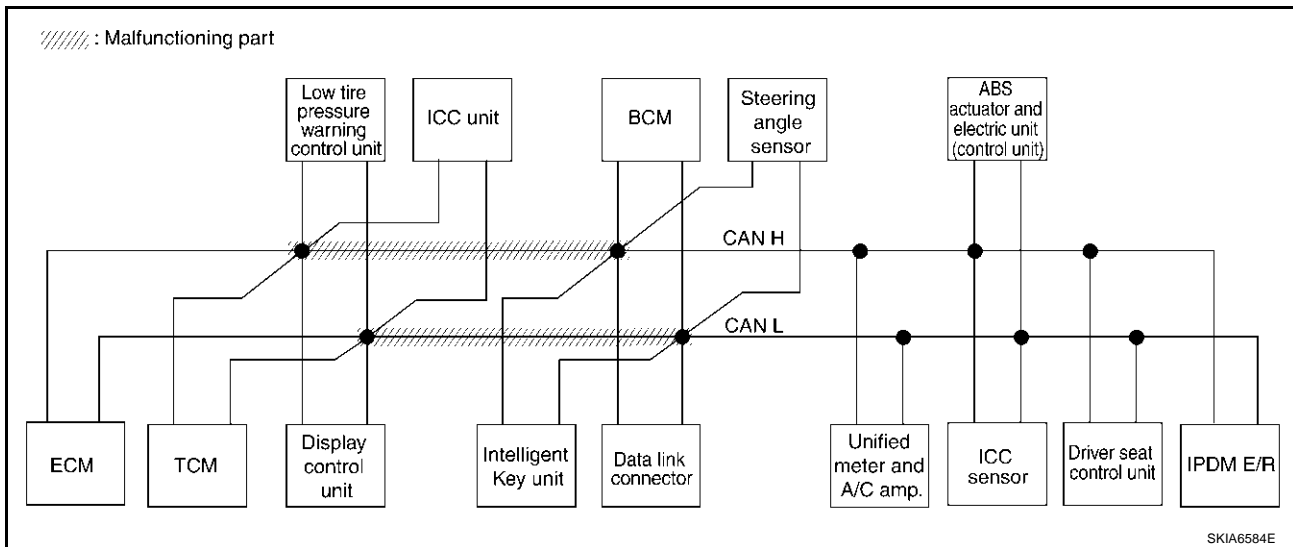 : Malfunctioning part
Low tire
pressure
warning
control unit
ICC unit
BCM
Steering
angle
sensor
ABS
actuator and
electric unit
(control unit)
CAN H
CAN L
ECM
TCM
Display
control
unit
Intelligent
Key unit
Data link
connector
Unified
meter and
A/C amp.
ICC
sensor
Driver seat
control unit
IPDM E/R
SKIA6584E